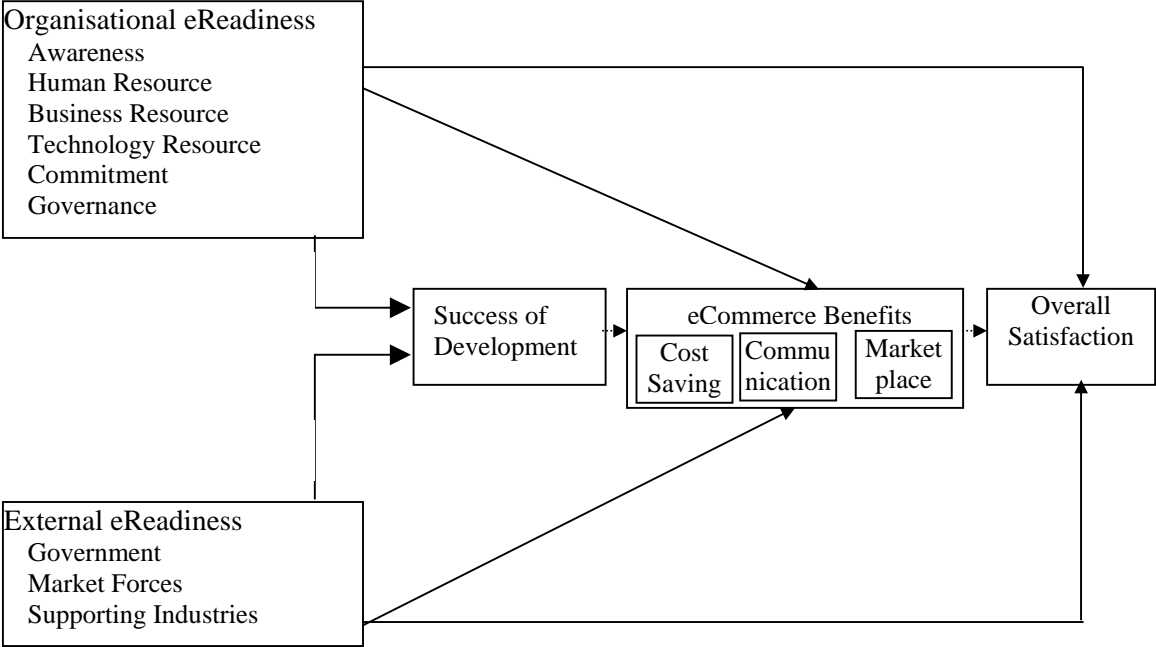 Organisational eReadiness
Awareness
Human Resource
Business Resource
Technology Resource
Commitment
Governance
Success of
Development
eCommerce Benefits
Cost
Saving
Commu
nication
Market
place
Overall
Satisfaction
External eReadiness
Government
Market Forces
Supporting Industries